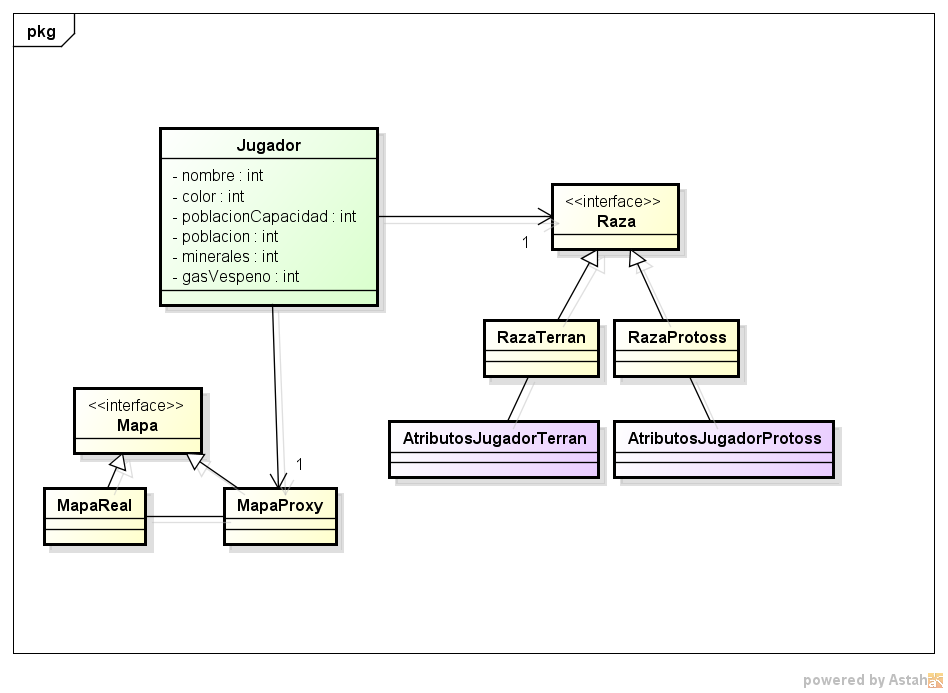 pkg
Jugador
- nombre : int
- color : int
- poblacionCapacidad : int
- poblacion : int
- minerales : int
- gasVespeno : int
<<interface>>
Raza
1
RazaTerran
RazaProtoss
<<interface>>
Mapa
AtributosJugadorTerran
AtributosJugadorProtoss
1
MapaReal
MapaProxy
powered by Astah